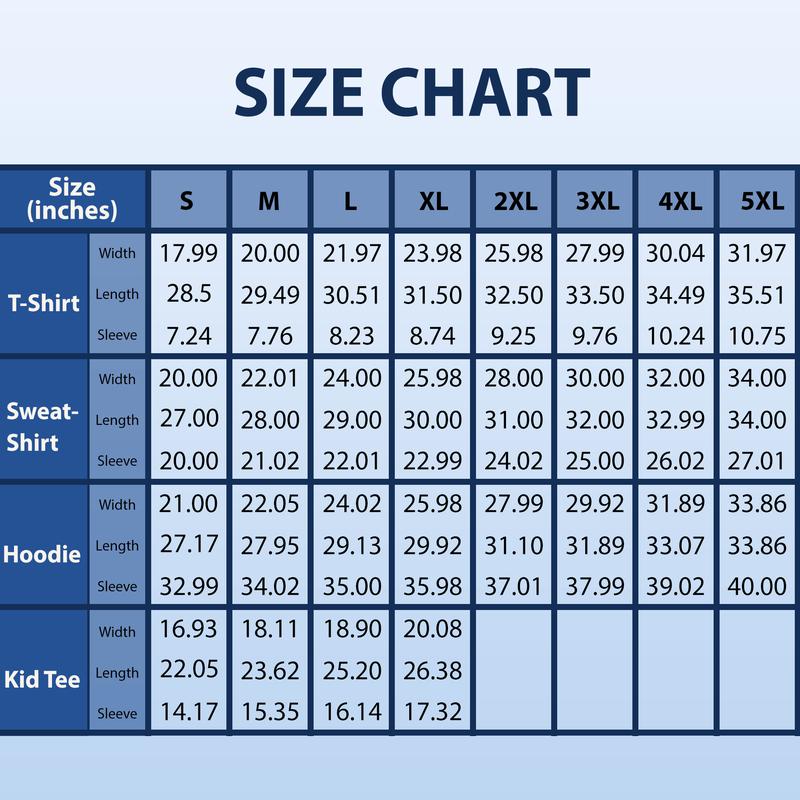 SIZE CHART
Size (inches) S M L XL 2XL 3XL 4XL 5XL
T-Shirt
Width 17.99 20.00 21.97 23.98 25.98 27.99 30.04 31.97
Length 28.5 29.49 30.51 31.50 32.50 33.50 34.49 35.51
Sleeve 7.24 7.76 8.23 8.74 9.25 9.76 10.24 10.75
Sweat-
Shirt
Width 20.00 22.01 24.00 25.98 28.00 30.00 32.00 34.00
Length 27.00 28.00 29.00 30.00 31.00 32.00 32.99 34.00
Sleeve 20.00 21.02 22.01 22.99 24.02 25.00 26.02 27.01
Hoodie
Width 21.00 22.05 24.02 25.98 27.99 29.92 31.89 33.86
Length 27.17 27.95 29.13 29.92 31.10 31.89 33.07 33.86
Sleeve 32.99 34.02 35.00 35.98 37.01 37.99 39.02 40.00
Kid Tee
Width 16.93 18.11 18.90 20.08
Length 22.05 23.62 25.20 26.38
Sleeve 14.17 15.35 16.14 17.32